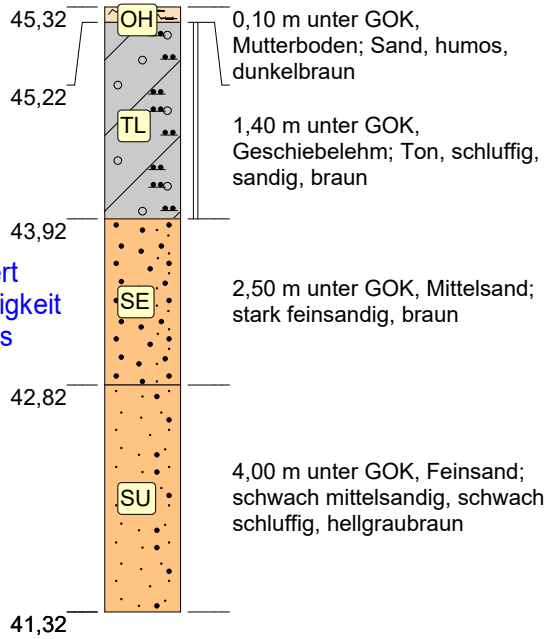 45,32
OH
0,10 m unter GOK,
Mutterboden; Sand, humos,
dunkelbraun
45,22
TL
1,40 m unter GOK,
Geschiebelehm; Ton, schluffig,
sandig, braun
43,92
ert
igkeit
s
SE
2,50 m unter GOK, Mittelsand;
stark feinsandig, braun
42,82
SU
4,00 m unter GOK, Feinsand;
schwach mittelsandig, schwach
schluffig, hellgraubraun
41,32